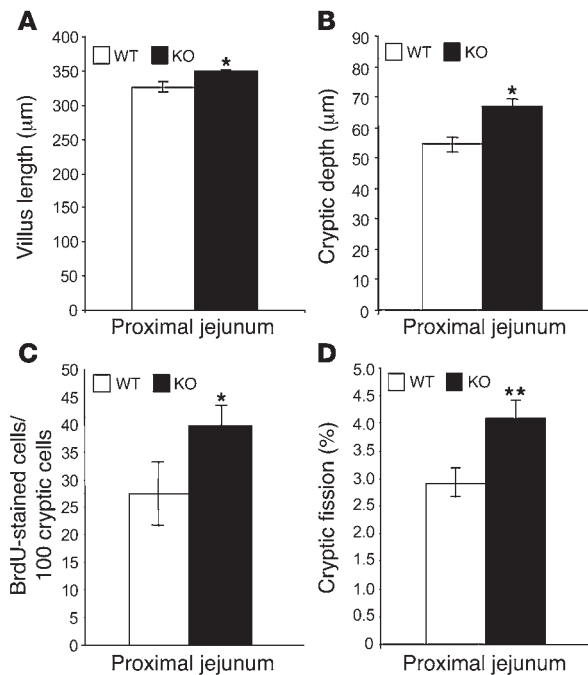 A
WT KO
Villus length (μm)
400
350
300
250
200
150
100
50
0
*
Proximal jejunum
B
WT KO
Cryptic depth (μm)
90
80
70
60
50
40
30
20
10
0
*
Proximal jejunum
C
WT KO
BrdU-stained cells/
100 cryptic cells
50
45
40
35
30
25
20
15
10
5
0
*
Proximal jejunum
D
WT KO
Cryptic fission (%)
5.0
4.5
4.0
3.5
3.0
2.0
1.5
1.0
0.5
0
**
Proximal jejunum